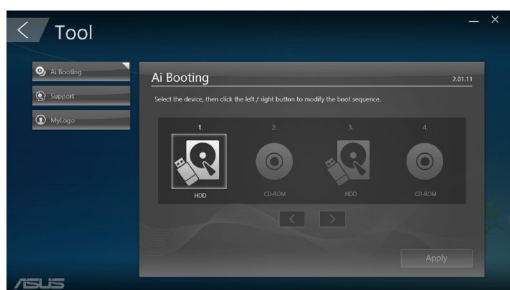 Tool
Ai Booting
Support
MyLogo
Ai Booting
2.01.11
Select the device, then click the left / right button to modify the boot sequence.
1. 2. 3. 4.
HDD CD-ROM HDD CD-ROM
Apply
ASUS